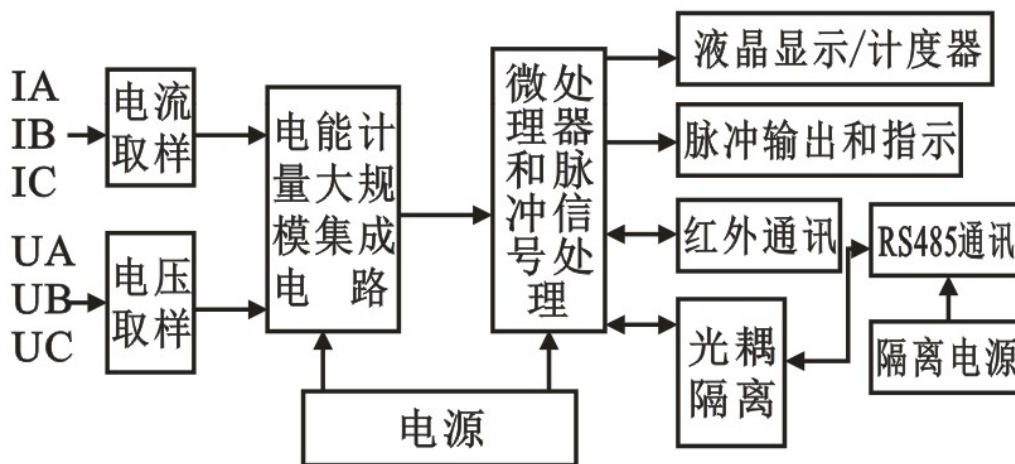 IA
IB
IC
电流
取样
UA
UB
UC
电压
取样
电能计
量大规
模集成
电 路
微处
理器
和脉
冲信
号处
理
电源
液晶显示/计度器
脉冲输出和指示
红外通讯
光耦
隔离
RS485通讯
隔离电源